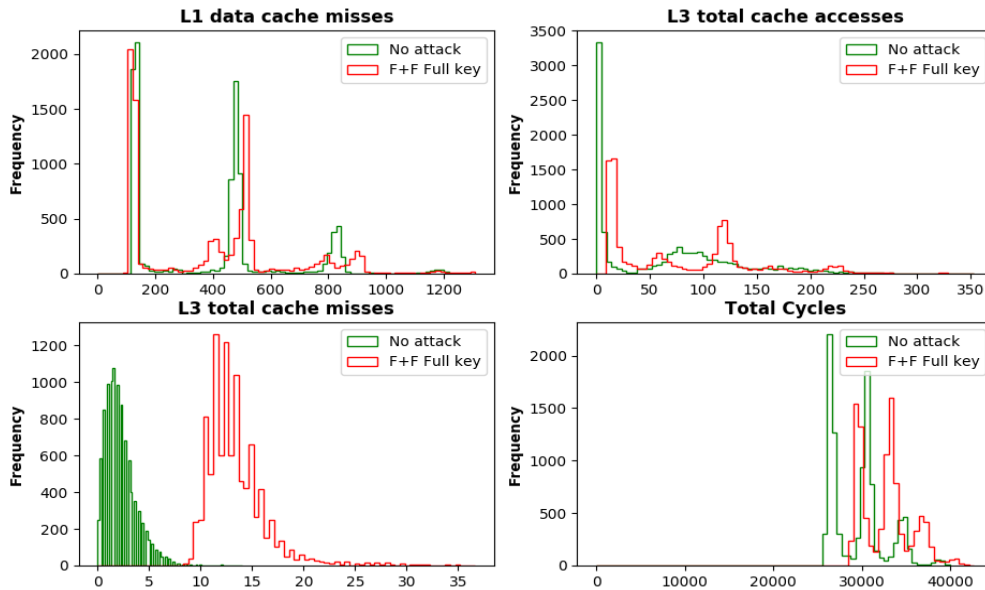 L1 data cache misses
Frequency
2000
1500
1000
500
0
No attack
F+F Full key
0 200 400 600 800 1000 1200
L3 total cache accesses
Frequency
3500
3000
2500
2000
1500
1000
500
0
No attack
F+F Full key
0 50 100 150 200 250 300 350
L3 total cache misses
Frequency
1200
1000
800
600
400
200
0
No attack
F+F Full key
0 5 10 15 20 25 30 35
Total Cycles
Frequency
2000
1500
1000
500
0
No attack
F+F Full key
0 10000 20000 30000 40000